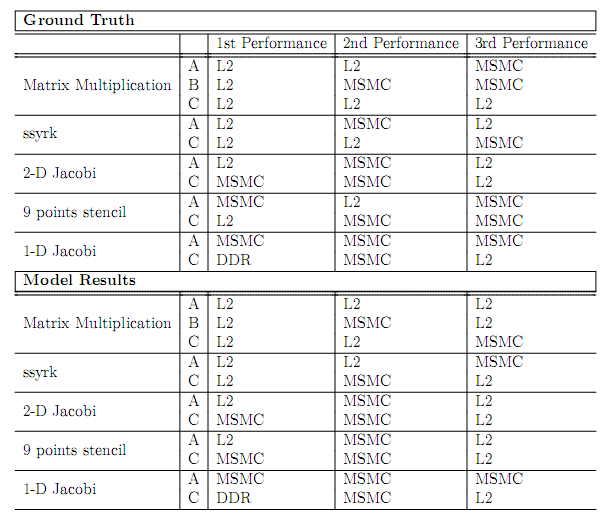 Ground Truth
1st Performance 2nd Performance 3rd Performance
Matrix Multiplication A L2 L2 MSMC
B L2 MSMC MSMC
C L2 L2 L2
ssyrk A L2 MSMC L2
C L2 L2 MSMC
2-D Jacobi A L2 MSMC L2
C MSMC MSMC L2
9 points stencil A MSMC L2 MSMC
C L2 MSMC MSMC
1-D Jacobi A MSMC MSMC MSMC
C DDR MSMC L2
Model Results
Matrix Multiplication A L2 L2 L2
B L2 MSMC L2
C L2 L2 MSMC
ssyrk A L2 L2 MSMC
C L2 MSMC L2
2-D Jacobi A L2 MSMC L2
C MSMC MSMC L2
9 points stencil A L2 MSMC L2
C MSMC MSMC L2
1-D Jacobi A MSMC MSMC MSMC
C DDR MSMC L2